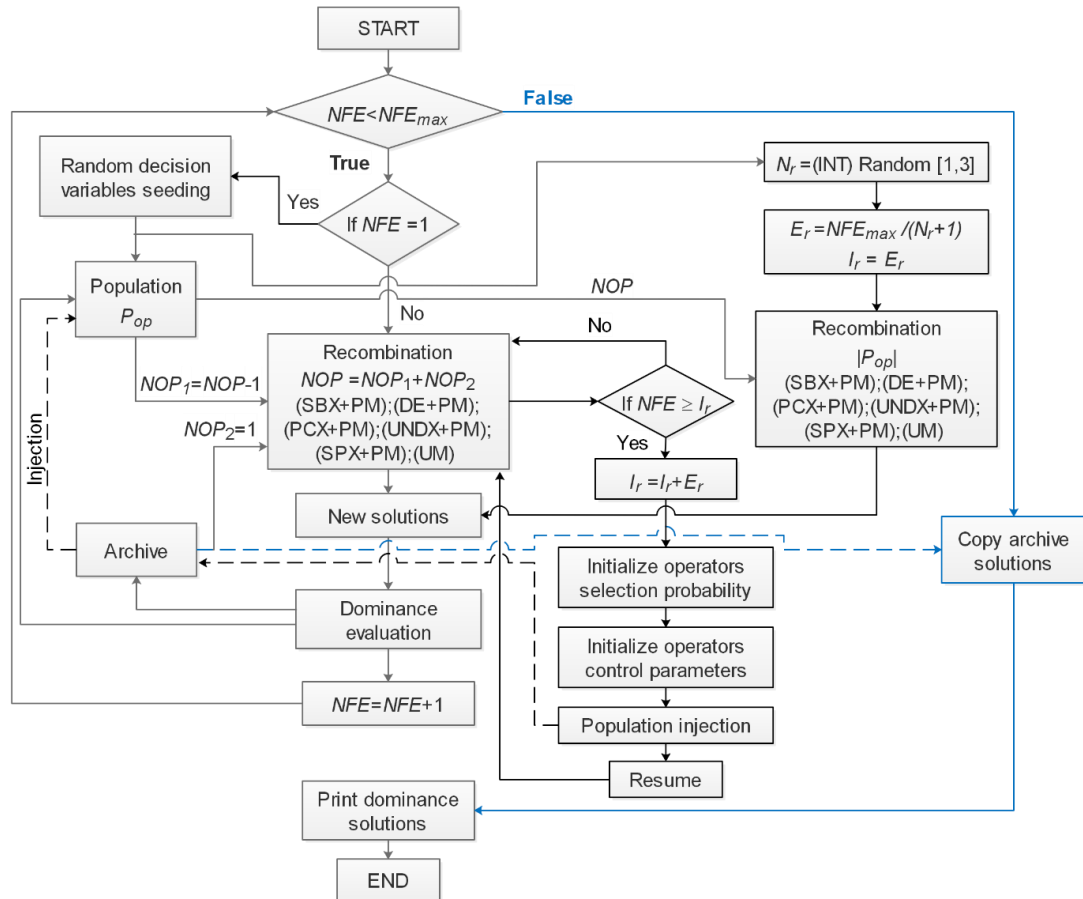 START
NFE<NFEmax
False
True
Random decision
variables seeding
Yes
If NFE =1
Nr =(INT) Random [1,3]
Er =NFEmax /(Nr+1)
Ir = Er
Population
Pop
NOP
No
NOP1=NOP-1
NOP2=1
Injection
Recombination
NOP =NOP1+NOP2
(SBX+PM);(DE+PM);
(PCX+PM);(UNDX+PM);
(SPX+PM);(UM)
No
If NFE ≥ Ir
Yes
Recombination
|Pop|
(SBX+PM);(DE+PM);
(PCX+PM);(UNDX+PM);
(SPX+PM);(UM)
Ir =Ir+Er
New solutions
Archive
Copy archive
solutions
Initialize operators
selection probability
Dominance
evaluation
Initialize operators
control parameters
NFE=NFE+1
Population injection
Resume
Print dominance
solutions
END